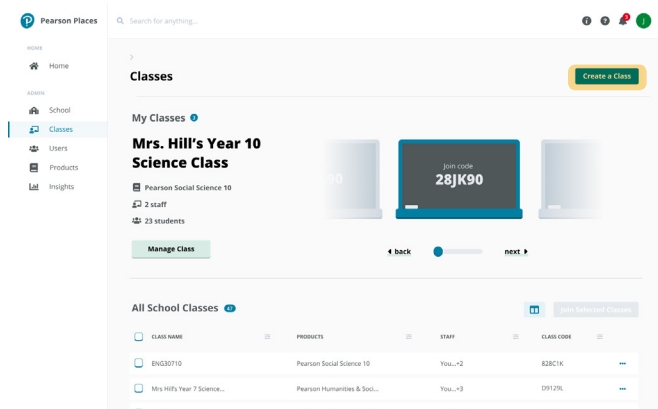 Pearson Places
Search for anything...
3
J
HOME
Home
ADMIN
School
Classes
Users
Products
Insights
Classes
Create a Class
My Classes
Mrs. Hill's Year 10
Science Class
Pearson Social Science 10
2 staff
23 students
Manage Class
Join code
28JK90
back
next
All School Classes 47
Join Selected Classes
CLASS NAME PRODUCTS STAFF CLASS CODE
ENG30710 Pearson Social Science 10 You...+2 828C1K
Mrs Hill's Year 7 Science... Pearson Humanities & Soci... You...+3 D9129L